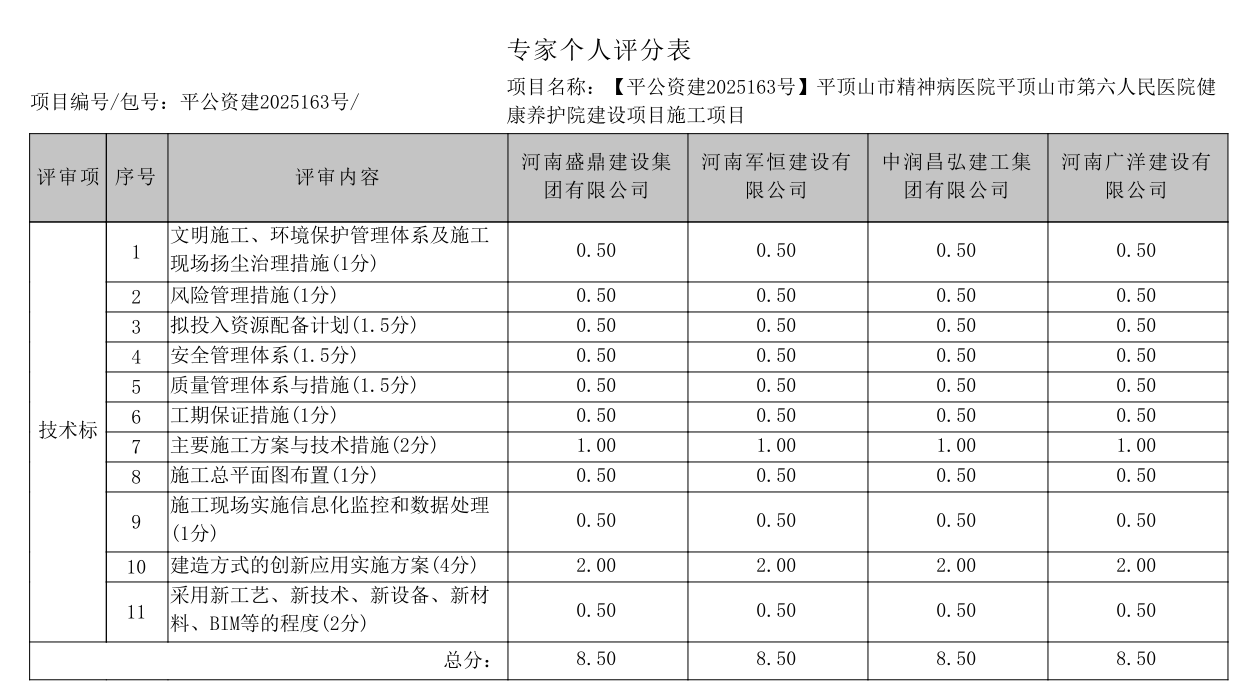 专家个人评分表
项目编号/包号：平公资建2025163号/
项目名称：【平公资建2025163号】平顶山市精神病医院平顶山市第六人民医院健
康养护院建设项目施工项目
评审项 序号 评审内容 河南盛鼎建设集 河南军恒建设有 中润昌弘建工集 河南广洋建设有
团有限公司 限公司 团有限公司 限公司
技术标
1 文明施工、环境保护管理体系及施工
现场扬尘治理措施(1分) 0.50 0.50 0.50 0.50
2 风险管理措施(1分) 0.50 0.50 0.50 0.50
3 拟投入资源配备计划(1.5分) 0.50 0.50 0.50 0.50
4 安全管理体系(1.5分) 0.50 0.50 0.50 0.50
5 质量管理体系与措施(1.5分) 0.50 0.50 0.50 0.50
6 工期保证措施(1分) 0.50 0.50 0.50 0.50
7 主要施工方案与技术措施(2分) 1.00 1.00 1.00 1.00
8 施工总平面图布置(1分) 0.50 0.50 0.50 0.50
9 施工现场实施信息化监控和数据处理
(1分) 0.50 0.50 0.50 0.50
10 建造方式的创新应用实施方案(4分) 2.00 2.00 2.00 2.00
11 采用新工艺、新技术、新设备、新材
料、BIM等的程度(2分) 0.50 0.50 0.50 0.50
总分： 8.50 8.50 8.50 8.50